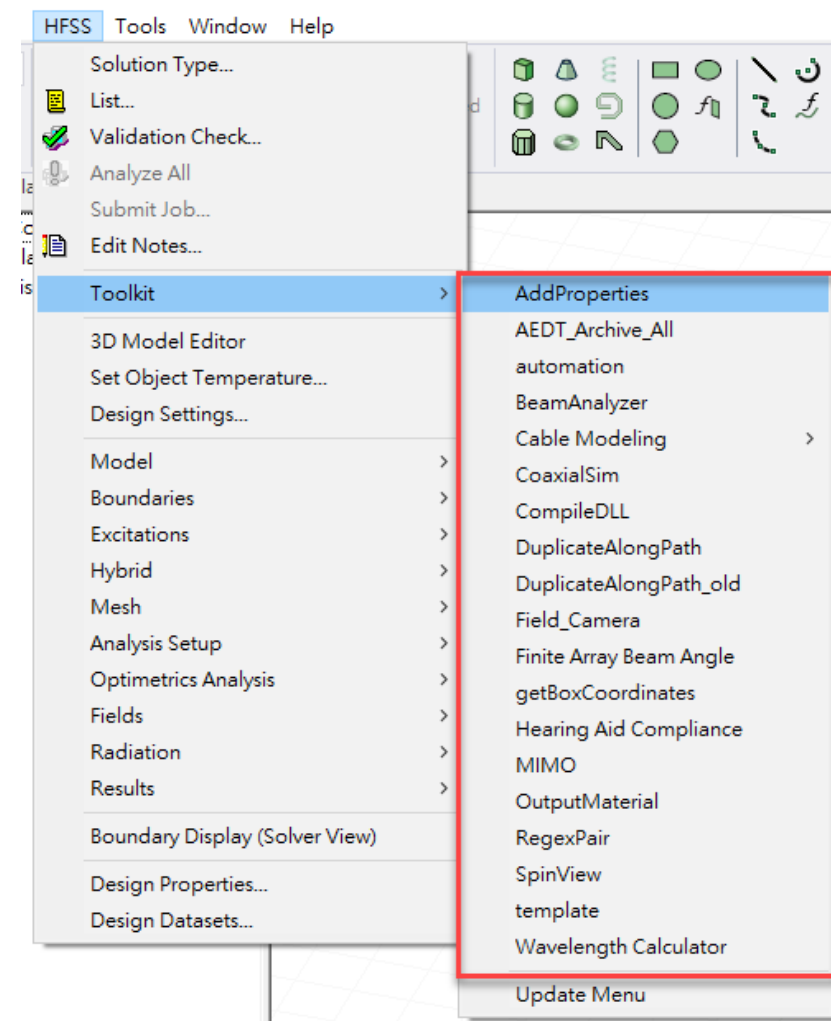 HFSS Tools Window Help
Solution Type...
List...
Validation Check...
Analyze All
Submit Job...
Edit Notes...
Toolkit
3D Model Editor
Set Object Temperature...
Design Settings...
Model
Boundaries
Excitations
Hybrid
Mesh
Analysis Setup
Optimetrics Analysis
Fields
Radiation
Results
Boundary Display (Solver View)
Design Properties...
Design Datasets...
AddProperties
AEDT_Archive_All
automation
BeamAnalyzer
Cable Modeling
CoaxialSim
CompileDLL
DuplicateAlongPath
DuplicateAlongPath_old
Field_Camera
Finite Array Beam Angle
getBoxCoordinates
Hearing Aid Compliance
MIMO
OutputMaterial
RegexPair
SpinView
template
Wavelength Calculator
Update Menu